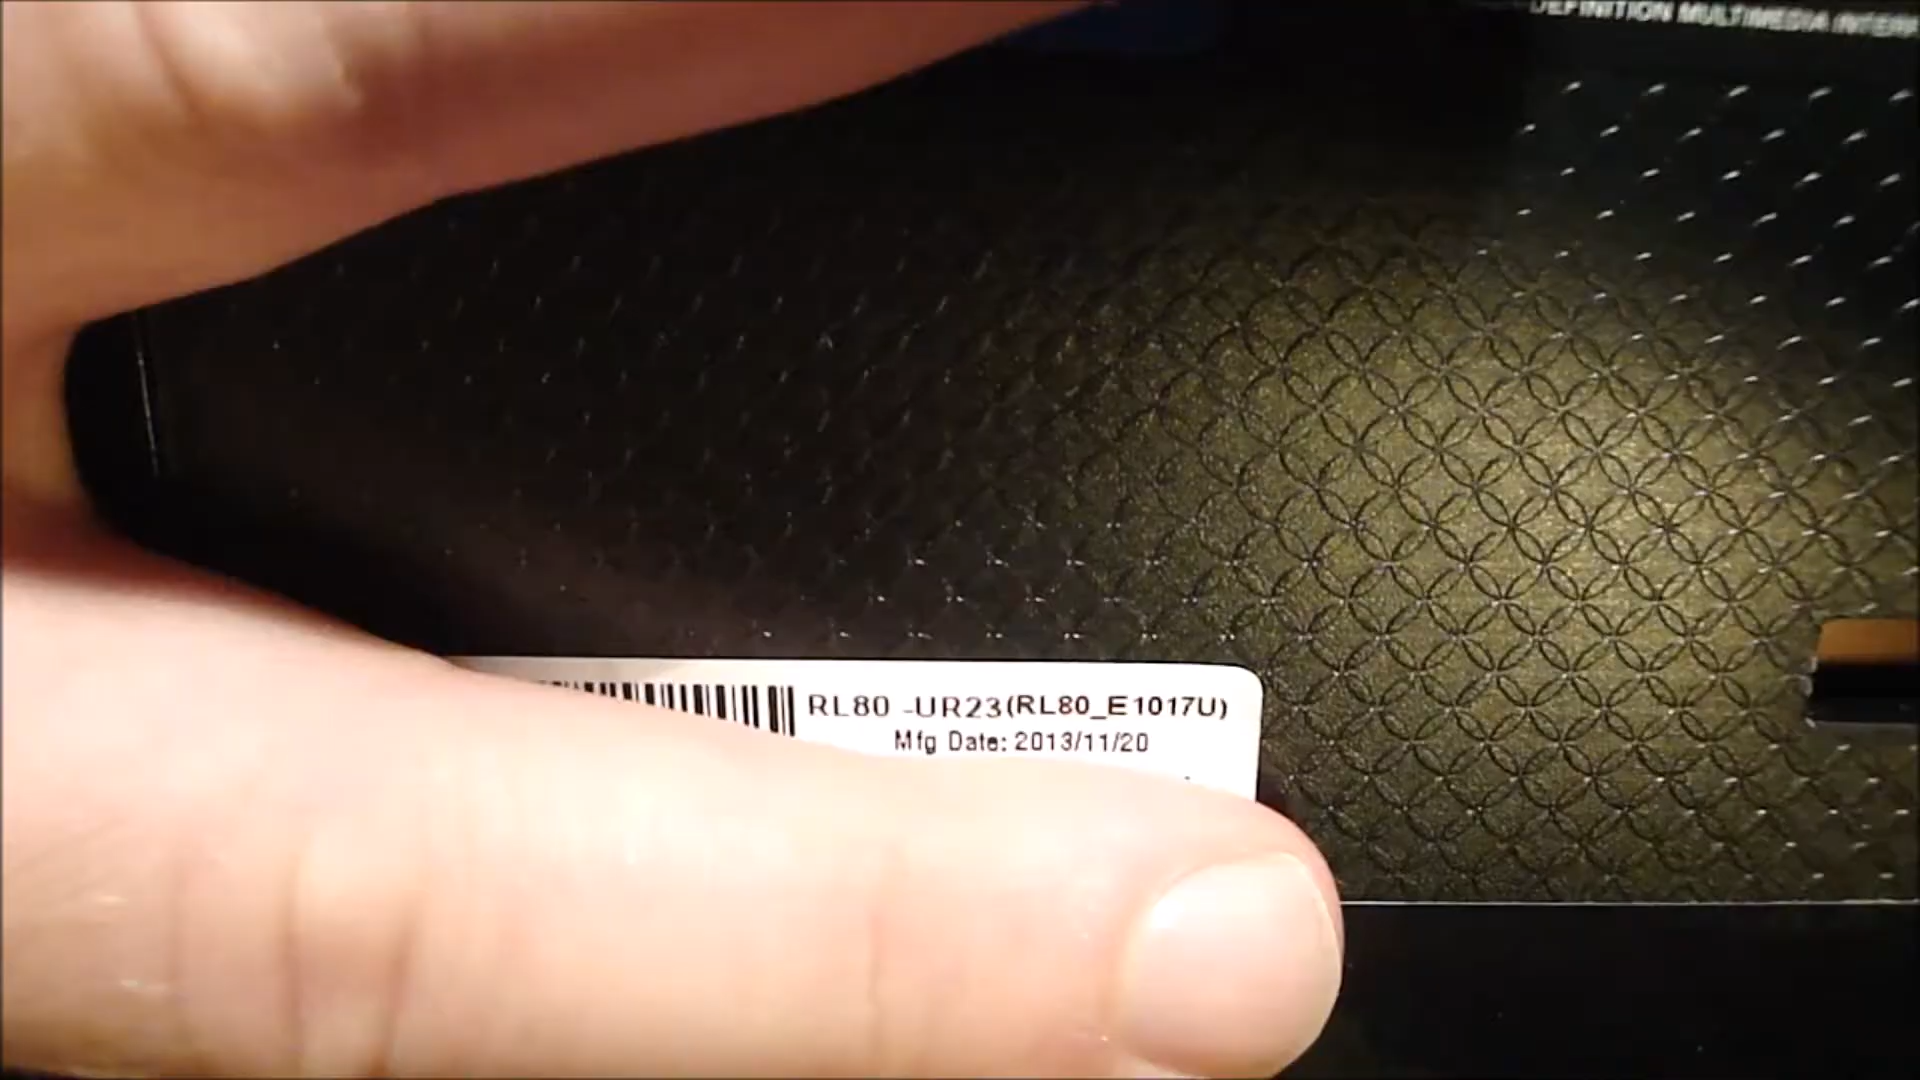 DEFINITION MULTIMEDIA INTERF
RL80 -UR23(RL80_E1017U)
Mfg Date: 2013/11/20